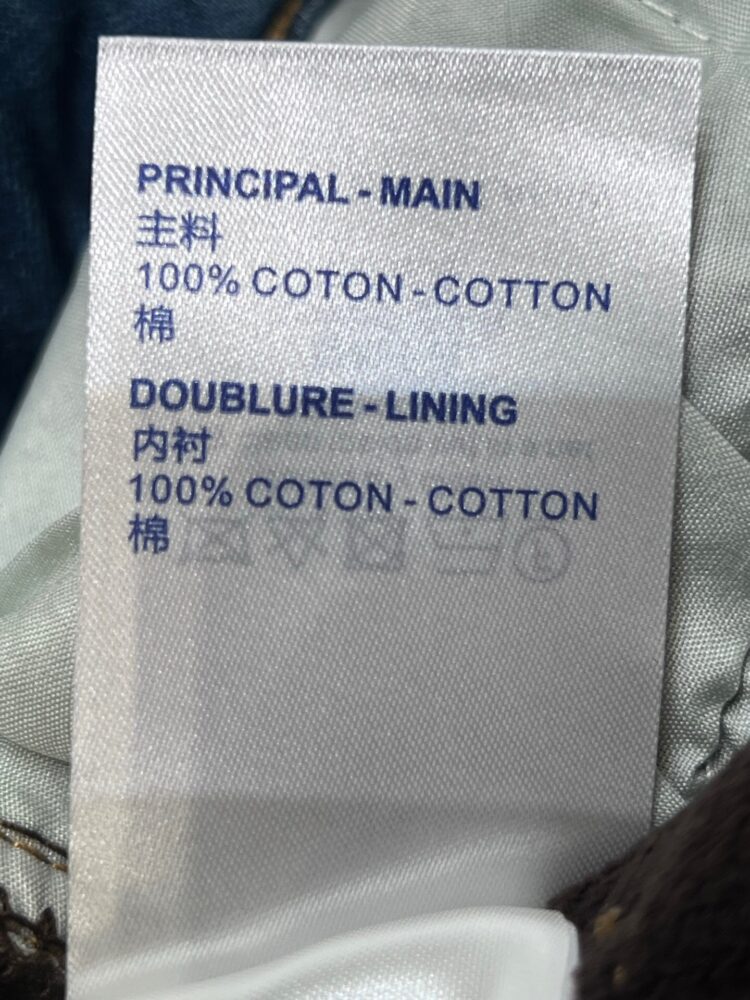 PRINCIPAL - MAIN
主料
100% COTON - COTTON
棉
DOUBLURE - LINING
内衬
100% COTON - COTTON
棉